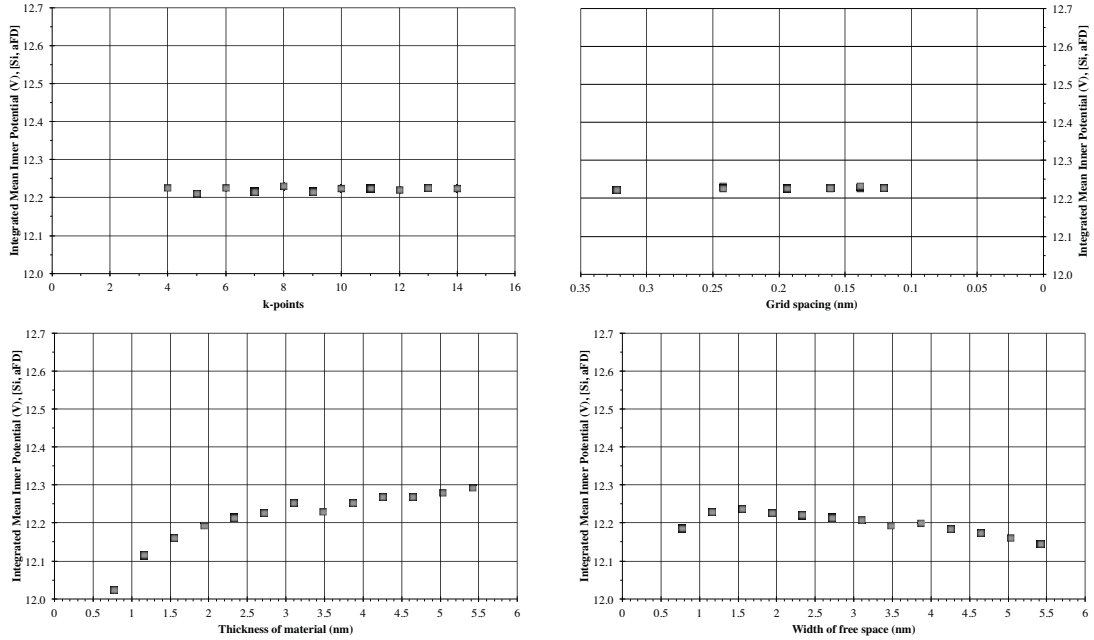 Integrated Mean Inner Potential (V), [Si, aFD]
12.7
12.6
12.5
12.4
12.3
12.2
12.1
12.0
0 2 4 6 8 10 12 14 16
k-points
12.7
12.6
12.5
12.4
12.3
12.2
12.1
12.0
Integrated Mean Inner Potential (V), [Si, aFD]
0.35 0.3 0.25 0.2 0.15 0.1 0.05 0
Grid spacing (nm)
Integrated Mean Inner Potential (V), [Si, aFD]
12.7
12.6
12.5
12.4
12.3
12.2
12.1
12.0
0 0.5 1 1.5 2 2.5 3 3.5 4 4.5 5 5.5 6
Thickness of material (nm)
Integrated Mean Inner Potential (V), [Si, aFD]
12.7
12.6
12.5
12.4
12.3
12.2
12.1
12.0
0 0.5 1 1.5 2 2.5 3 3.5 4 4.5 5 5.5 6
Width of free space (nm)